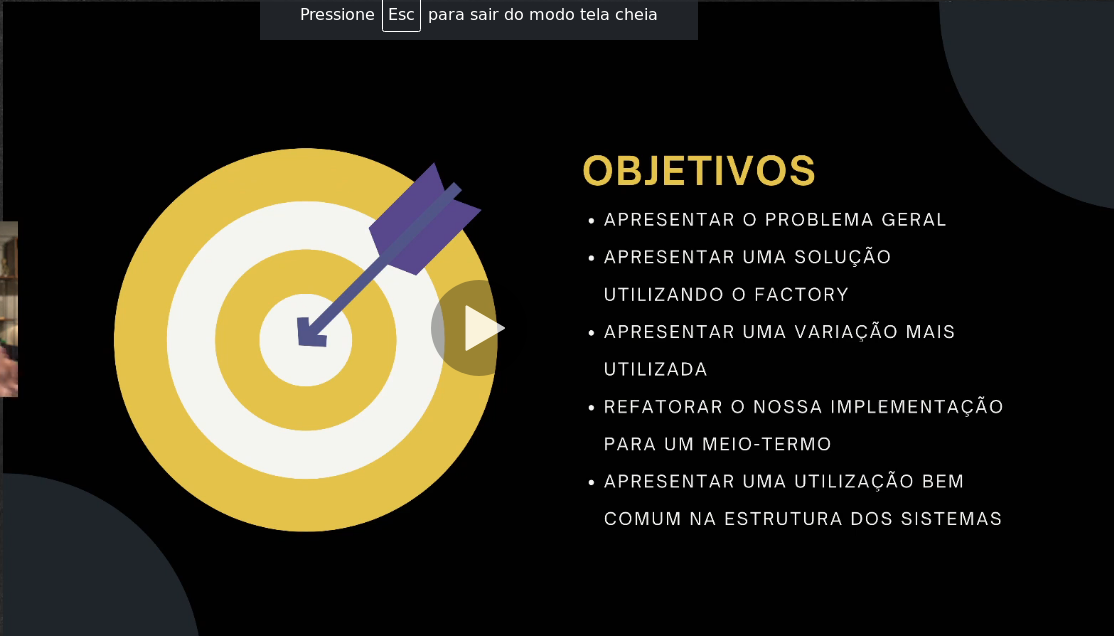 Pressione Esc para sair do modo tela cheia
OBJETIVOS
• APRESENTAR O PROBLEMA GERAL
• APRESENTAR UMA SOLUÇÃO
UTILIZANDO O FACTORY
• APRESENTAR UMA VARIAÇÃO MAIS
UTILIZADA
• REFATORAR O NOSSA IMPLEMENTAÇÃO
PARA UM MEIO-TERMO
• APRESENTAR UMA UTILIZAÇÃO BEM
COMUM NA ESTRUTURA DOS SISTEMAS